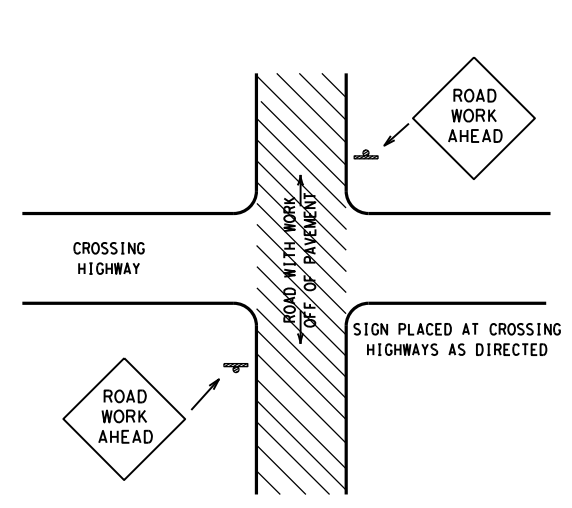 ROAD
WORK
AHEAD
CROSSING
HIGHWAY
ROAD WITH WORK
OFF OF PAVEMENT
SIGN PLACED AT CROSSING
HIGHWAYS AS DIRECTED
ROAD
WORK
AHEAD